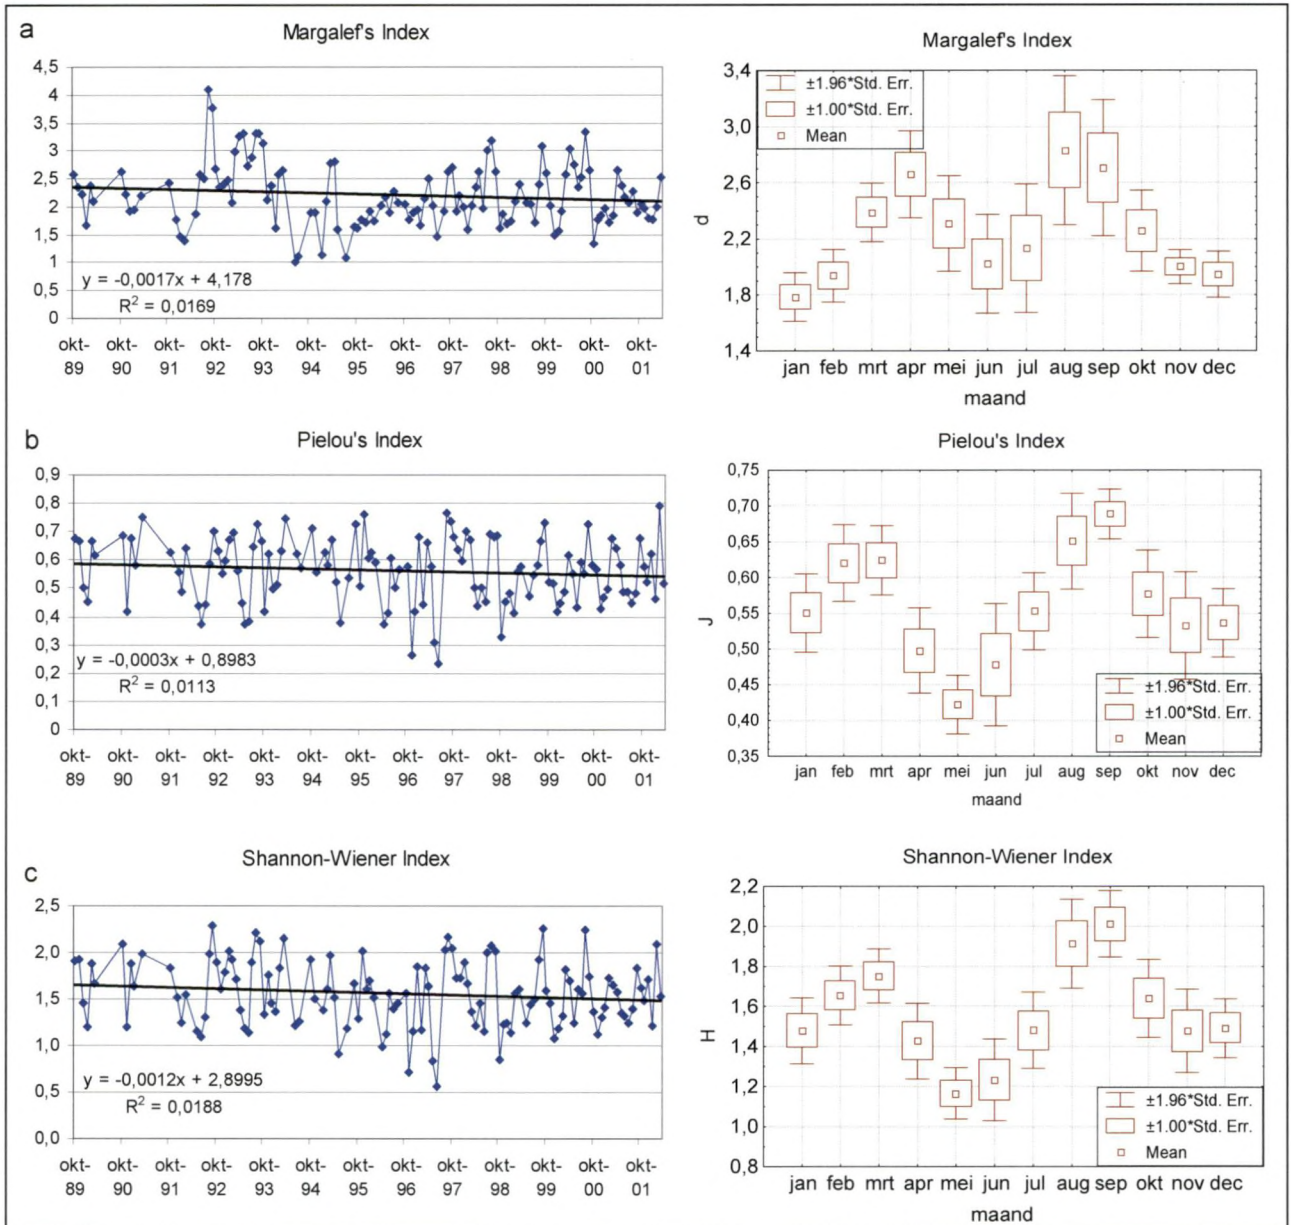 a
Margalef's Index
4,5
4
3,5
3
2,5
2
1,5
1
0,5
0
y = -0,0017x + 4,178
R² = 0,0169
okt- okt- okt- okt- okt- okt- okt- okt- okt- okt- okt- okt- okt-
89 90 91 92 93 94 95 96 97 98 99 00 01
Margalef's Index
3,4
3,0
2,6
2,2
1,8
1,4
d
±1.96*Std. Err.
±1.00*Std. Err.
Mean
jan feb mrt apr mei jun jul aug sep okt nov dec
maand
b
Pielou's Index
0,9
0,8
0,7
0,6
0,5
0,4
0,3
0,2
0,1
0
y = -0,0003x + 0,8983
R² = 0,0113
okt- okt- okt- okt- okt- okt- okt- okt- okt- okt- okt- okt- okt-
89 90 91 92 93 94 95 96 97 98 99 00 01
Pielou's Index
0,75
0,70
0,65
0,60
0,55
0,50
0,45
0,40
0,35
J
±1.96*Std. Err.
±1.00*Std. Err.
Mean
jan feb mrt apr mei jun jul aug sep okt nov dec
maand
c
Shannon-Wiener Index
2,5
2,0
1,5
1,0
0,5
0,0
y = -0,0012x + 2,8995
R² = 0,0188
okt- okt- okt- okt- okt- okt- okt- okt- okt- okt- okt- okt- okt-
89 90 91 92 93 94 95 96 97 98 99 00 01
Shannon-Wiener Index
2,2
2,0
1,8
1,6
1,4
1,2
1,0
0,8
H
±1.96*Std. Err.
±1.00*Std. Err.
Mean
jan feb mrt apr mei jun jul aug sep okt nov dec
maand